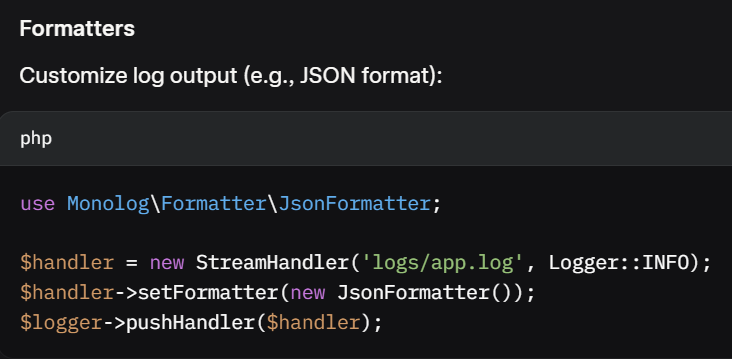 Formatters
Customize log output (e.g., JSON format):
php
use Monolog\Formatter\JsonFormatter;
$handler = new StreamHandler('logs/app.log', Logger::INFO);
$handler->setFormatter(new JsonFormatter());
$logger->pushHandler($handler);